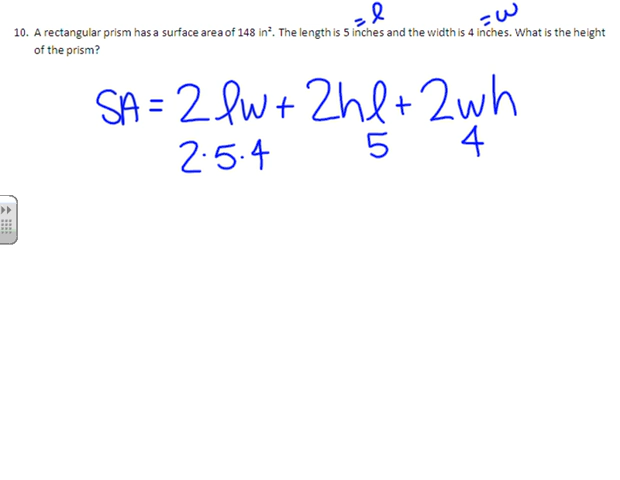 = l = w
10. A rectangular prism has a surface area of 148 in². The length is 5 inches and the width is 4 inches. What is the height
of the prism?
SA = 2lw + 2hl + 2wh
2·5·4 5 4